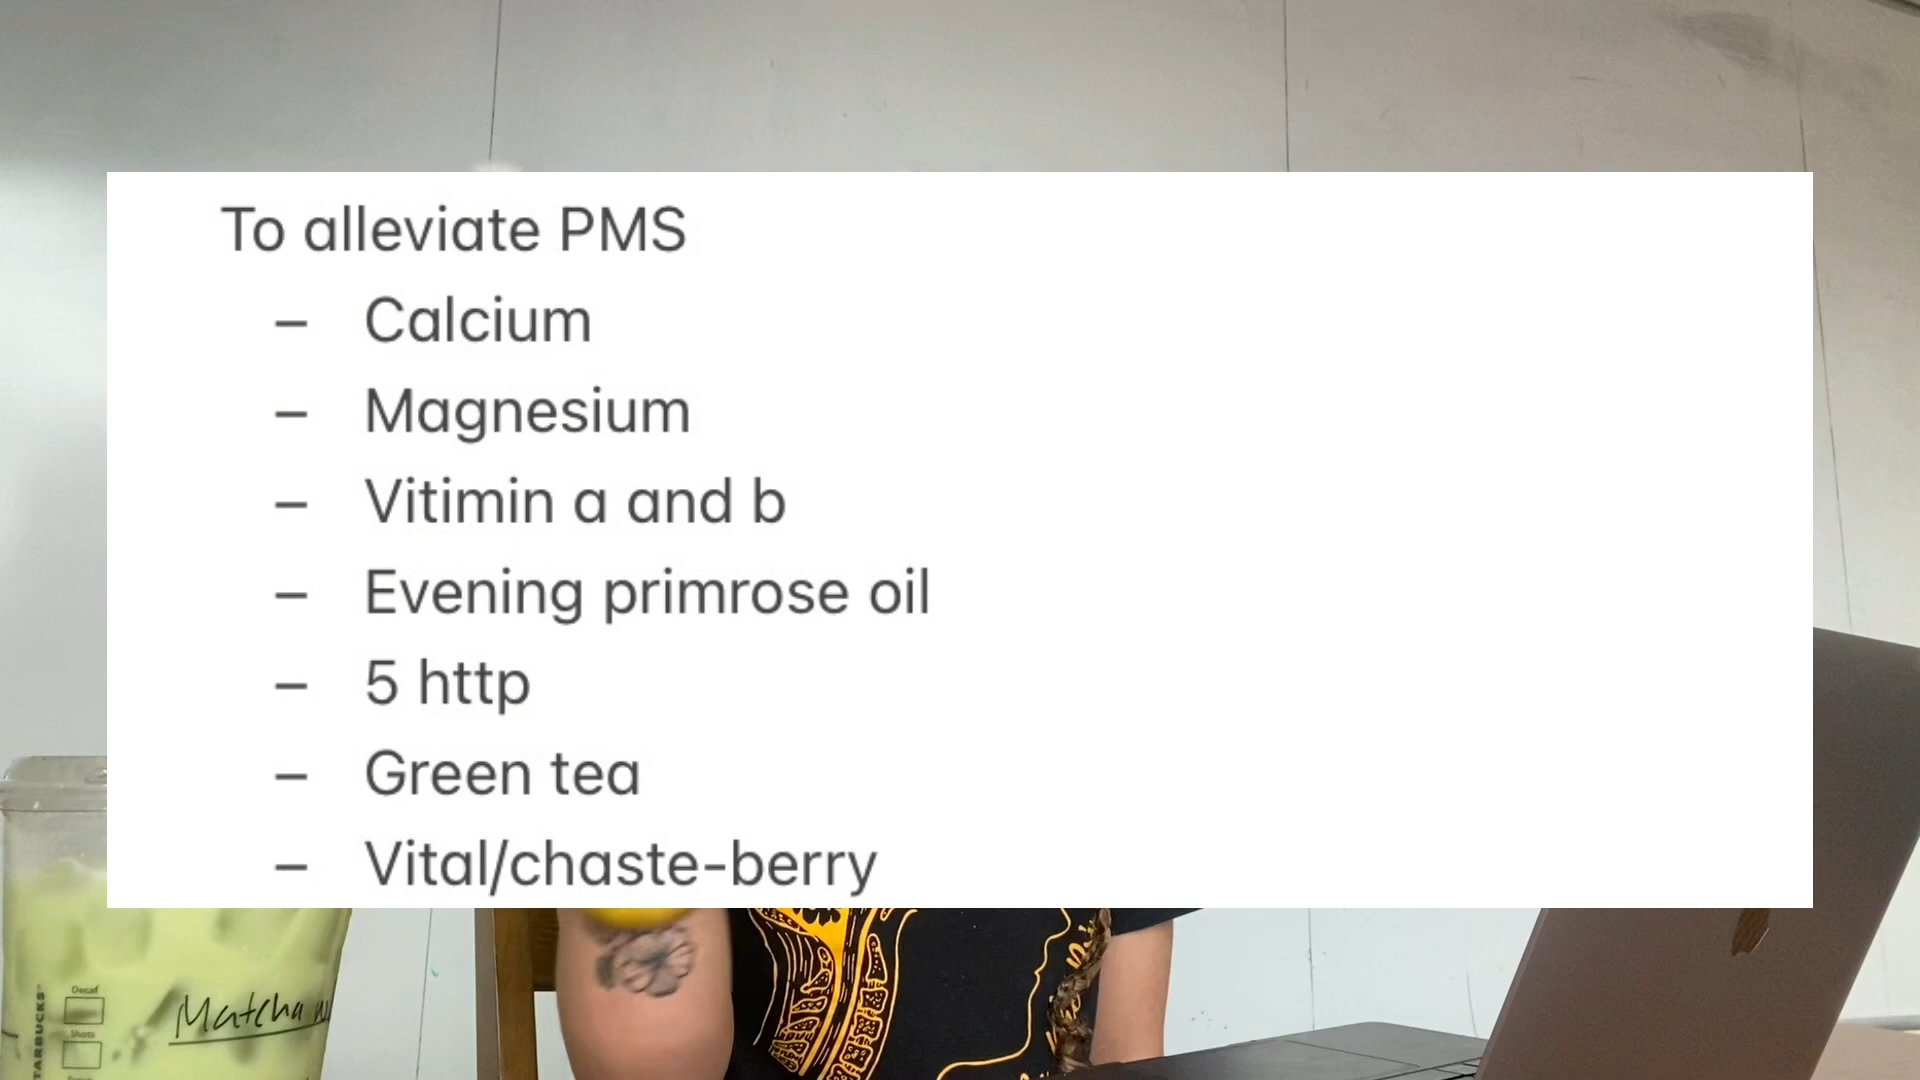 To alleviate PMS
– Calcium
– Magnesium
– Vitimin a and b
– Evening primrose oil
– 5 http
– Green tea
– Vital/chaste-berry
Decaf
Shots
STARBUCKS
Matcha